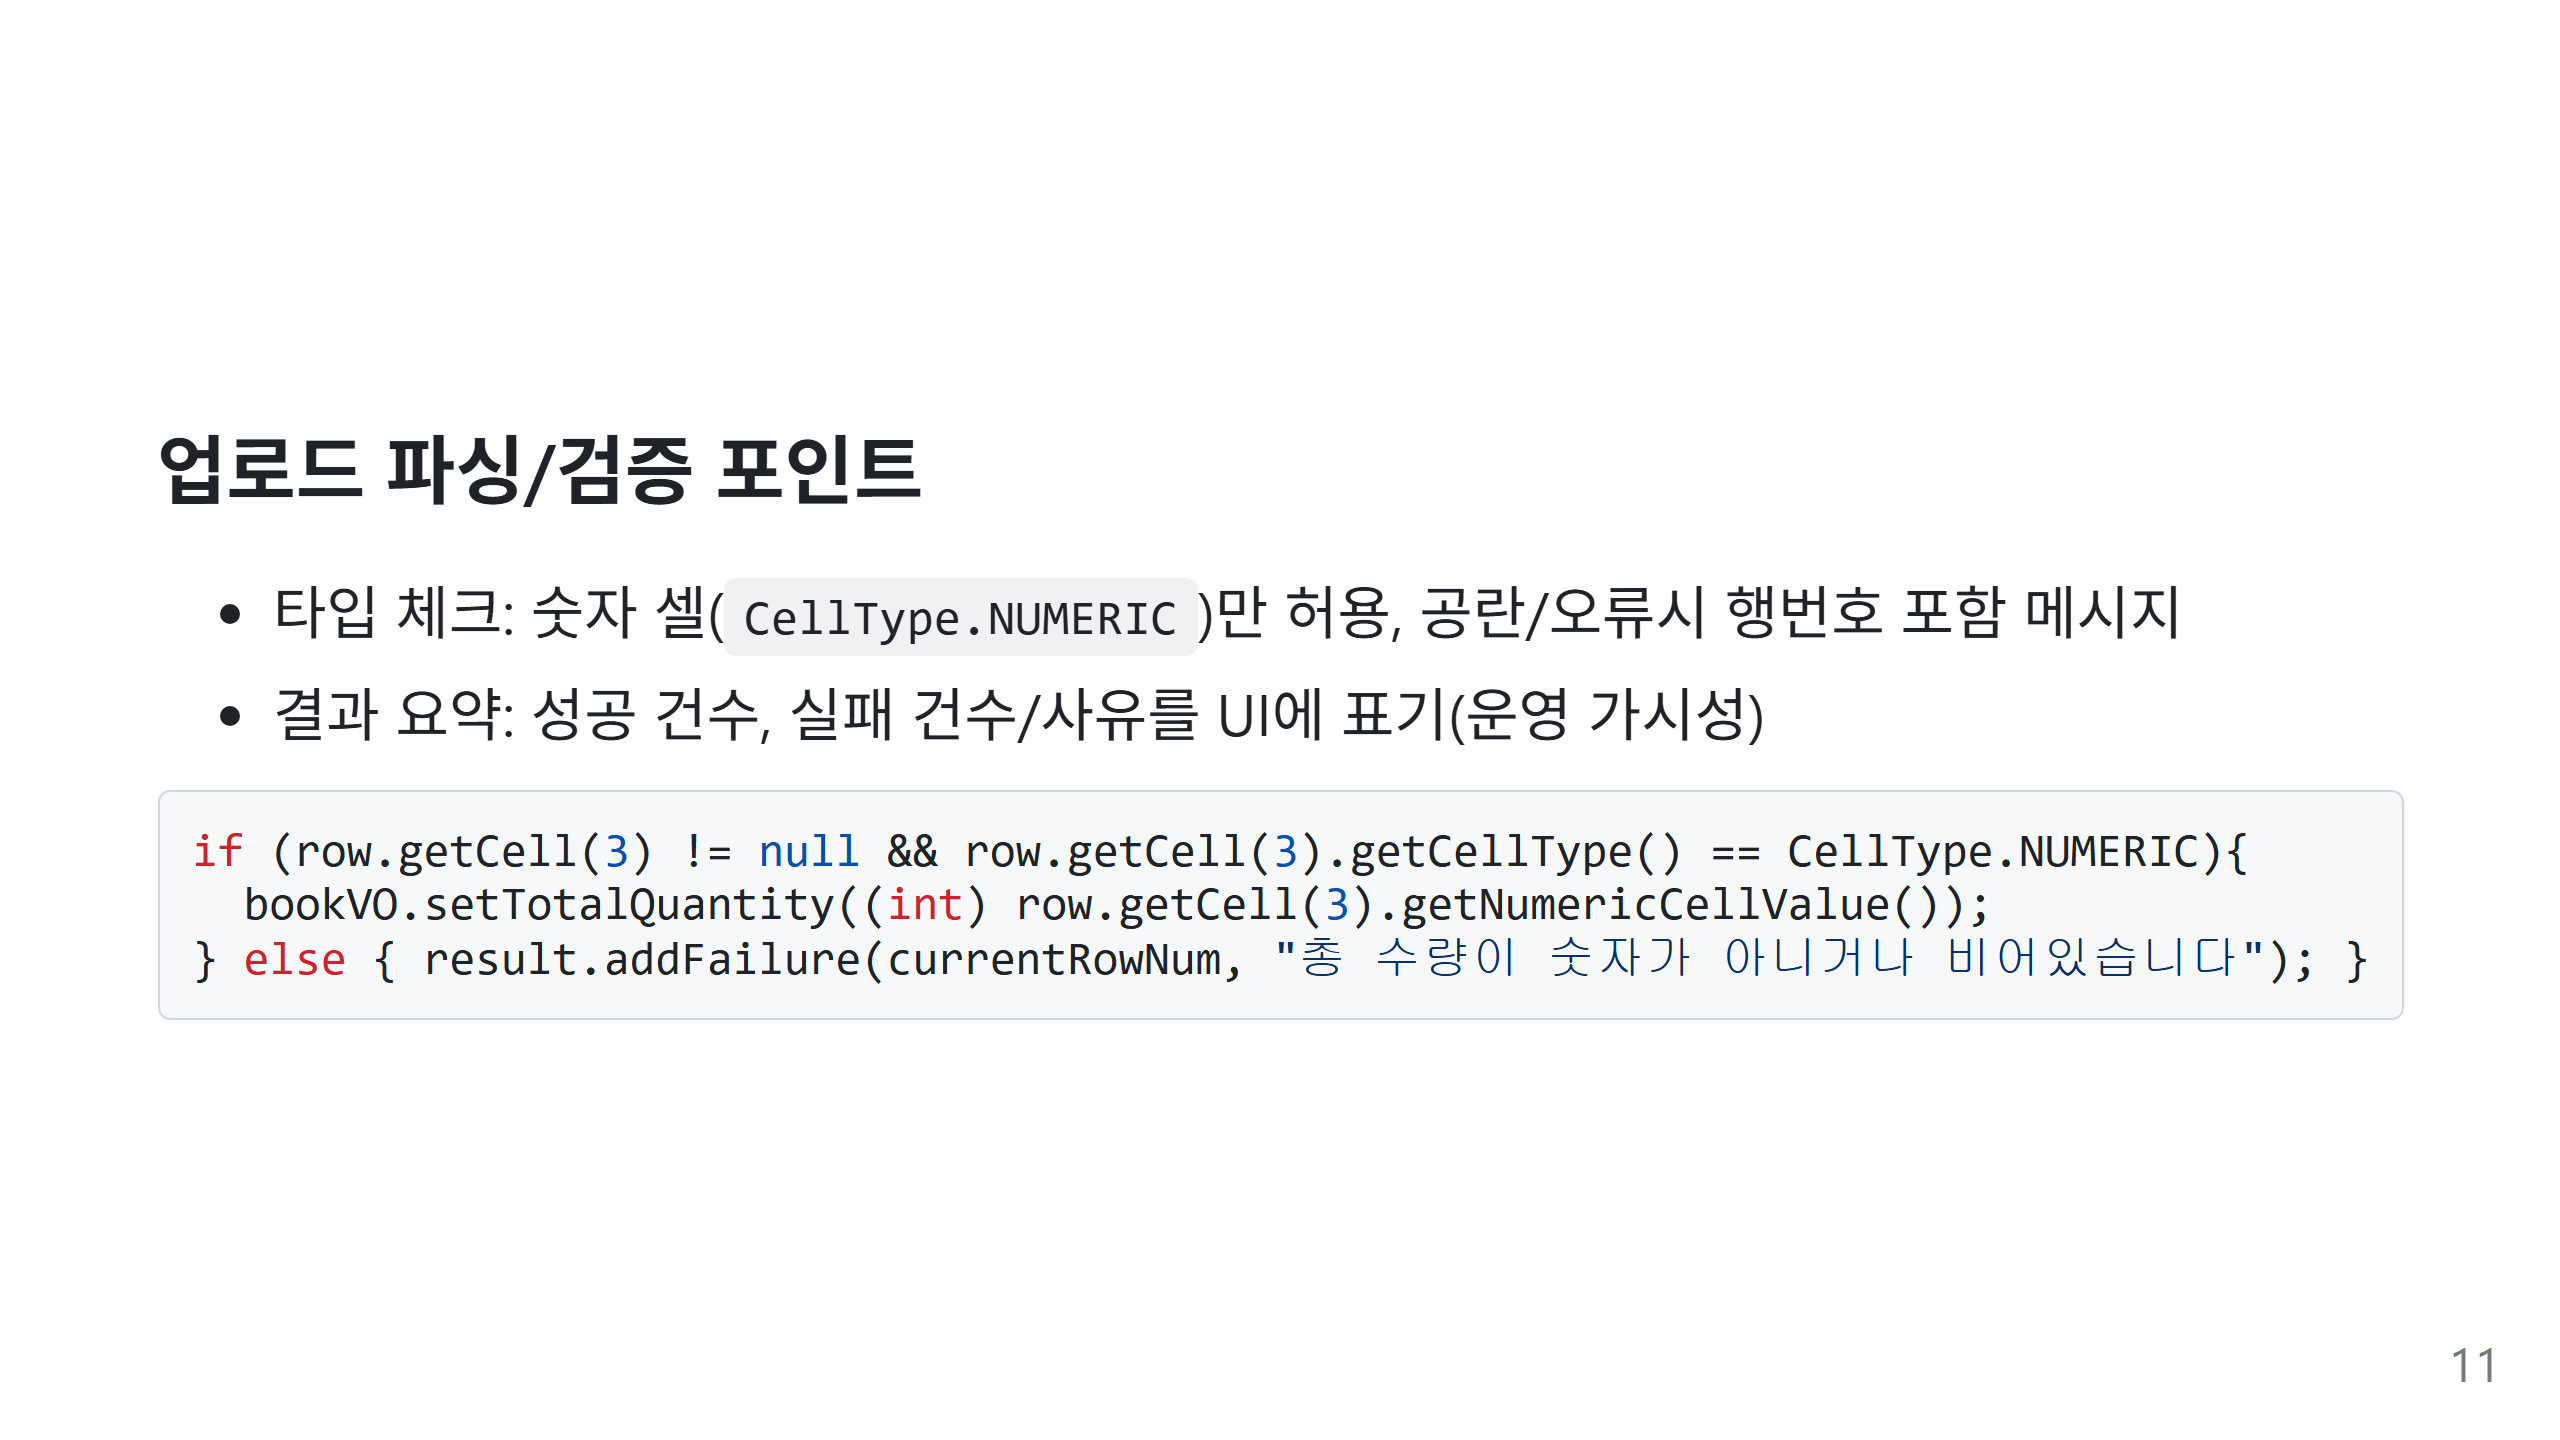 업로드 파싱/검증 포인트
• 타입 체크: 숫자 셀( CellType.NUMERIC )만 허용, 공란/오류시 행번호 포함 메시지
• 결과 요약: 성공 건수, 실패 건수/사유를 UI에 표기(운영 가시성)
if (row.getCell(3) != null && row.getCell(3).getCellType() == CellType.NUMERIC){
  bookVO.setTotalQuantity((int) row.getCell(3).getNumericCellValue());
} else { result.addFailure(currentRowNum, "총 수량이 숫자가 아니거나 비어있습니다"); }
11